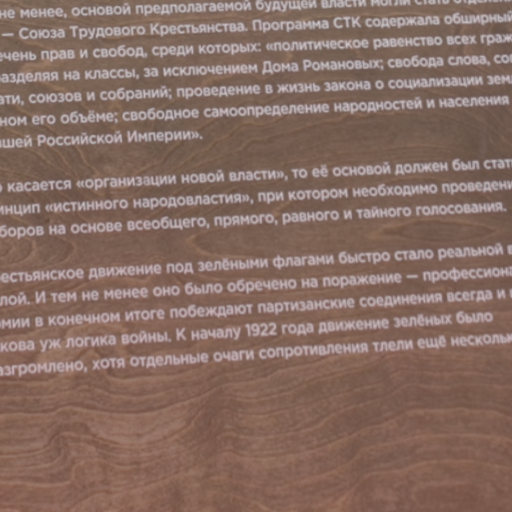 не менее, основой предполагаемой будущей власти могли стать
— Союза Трудового Крестьянства. Программа СТК содержала обширный
ечень прав и свобод, среди которых: «политическое равенство всех граж
разделяя на классы, за исключением Дома Романовых; свобода слова, со
ати, союзов и собраний; проведение в жизнь закона о социализации зем
ном его объёме; свободное самоопределение народностей и населения
вшей Российской Империи».
о касается «организации новой власти», то её основой должен был стат
инцип «истинного народовластия», при котором необходимо проведени
боров на основе всеобщего, прямого, равного и тайного голосования.
рестьянское движение под зелёными флагами быстро стало реальной в
лой. И тем не менее оно было обречено на поражение — профессиона
мии в конечном итоге побеждают партизанские соединения всегда и
кова уж логика войны. К началу 1922 года движение зелёных было
азгромлено, хотя отдельные очаги сопротивления тлели ещё нескольк